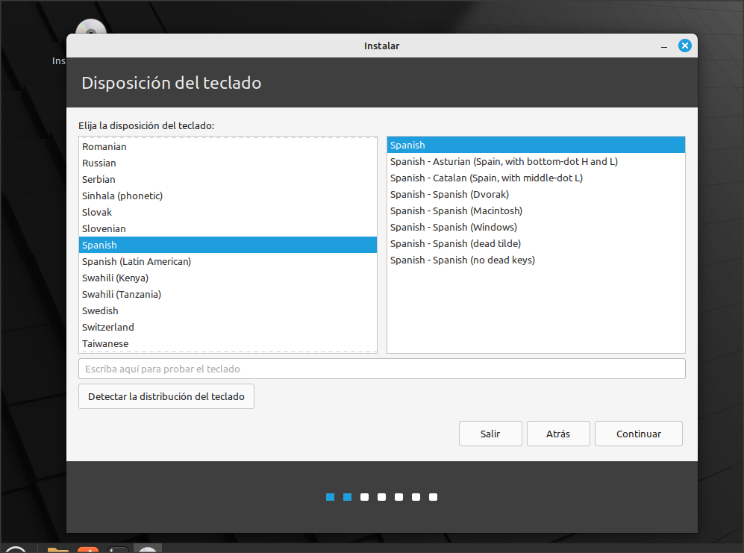 Ins
Instalar
Disposición del teclado
Elija la disposición del teclado:
Romanian
Russian
Serbian
Sinhala (phonetic)
Slovak
Slovenian
Spanish
Spanish (Latin American)
Swahili (Kenya)
Swahili (Tanzania)
Swedish
Switzerland
Taiwanese
Spanish
Spanish - Asturian (Spain, with bottom-dot H and L)
Spanish - Catalan (Spain, with middle-dot L)
Spanish - Spanish (Dvorak)
Spanish - Spanish (Macintosh)
Spanish - Spanish (Windows)
Spanish - Spanish (dead tilde)
Spanish - Spanish (no dead keys)
Escriba aquí para probar el teclado
Detectar la distribución del teclado
Salir
Atrás
Continuar